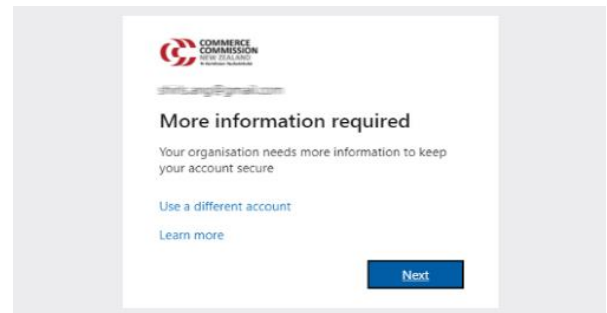 COMMERCE
COMMISSION
NEW ZEALAND
More information required
Your organisation needs more information to keep
your account secure
Use a different account
Learn more
Next